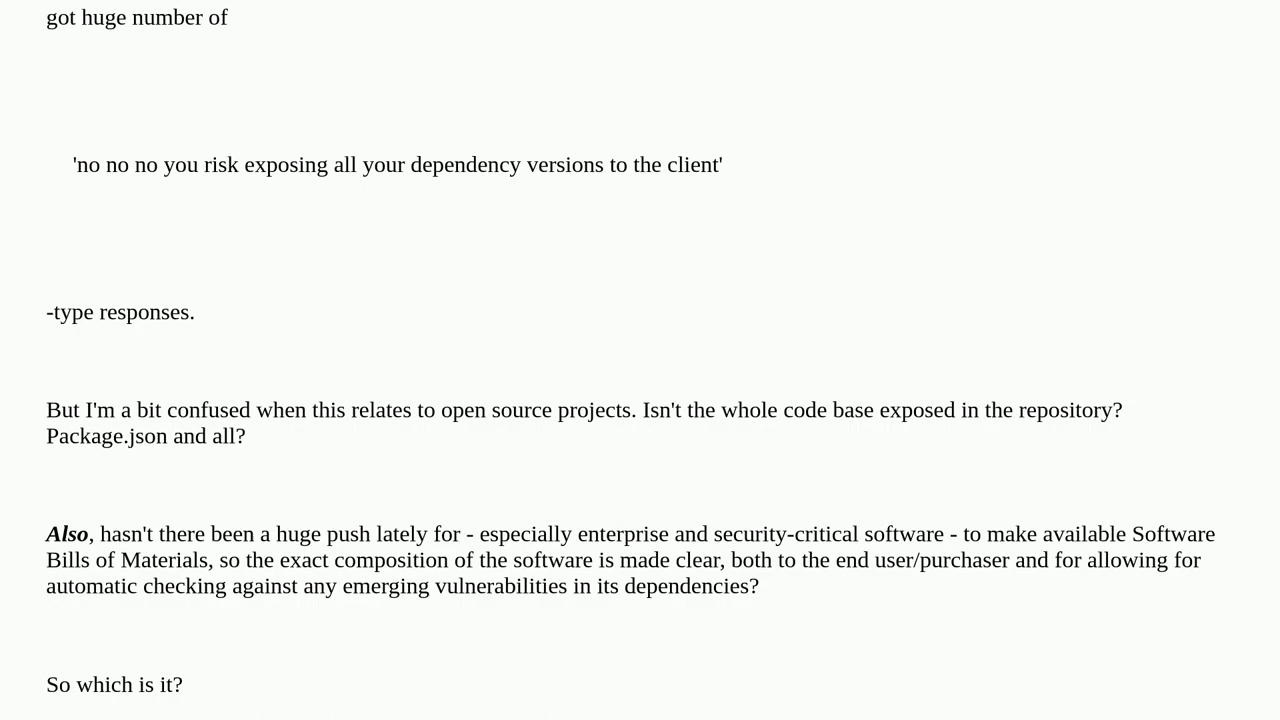 got huge number of
'no no no you risk exposing all your dependency versions to the client'
-type responses.
But I'm a bit confused when this relates to open source projects. Isn't the whole code base exposed in the repository?
Package.json and all?
Also, hasn't there been a huge push lately for - especially enterprise and security-critical software - to make available Software
Bills of Materials, so the exact composition of the software is made clear, both to the end user/purchaser and for allowing for
automatic checking against any emerging vulnerabilities in its dependencies?
So which is it?